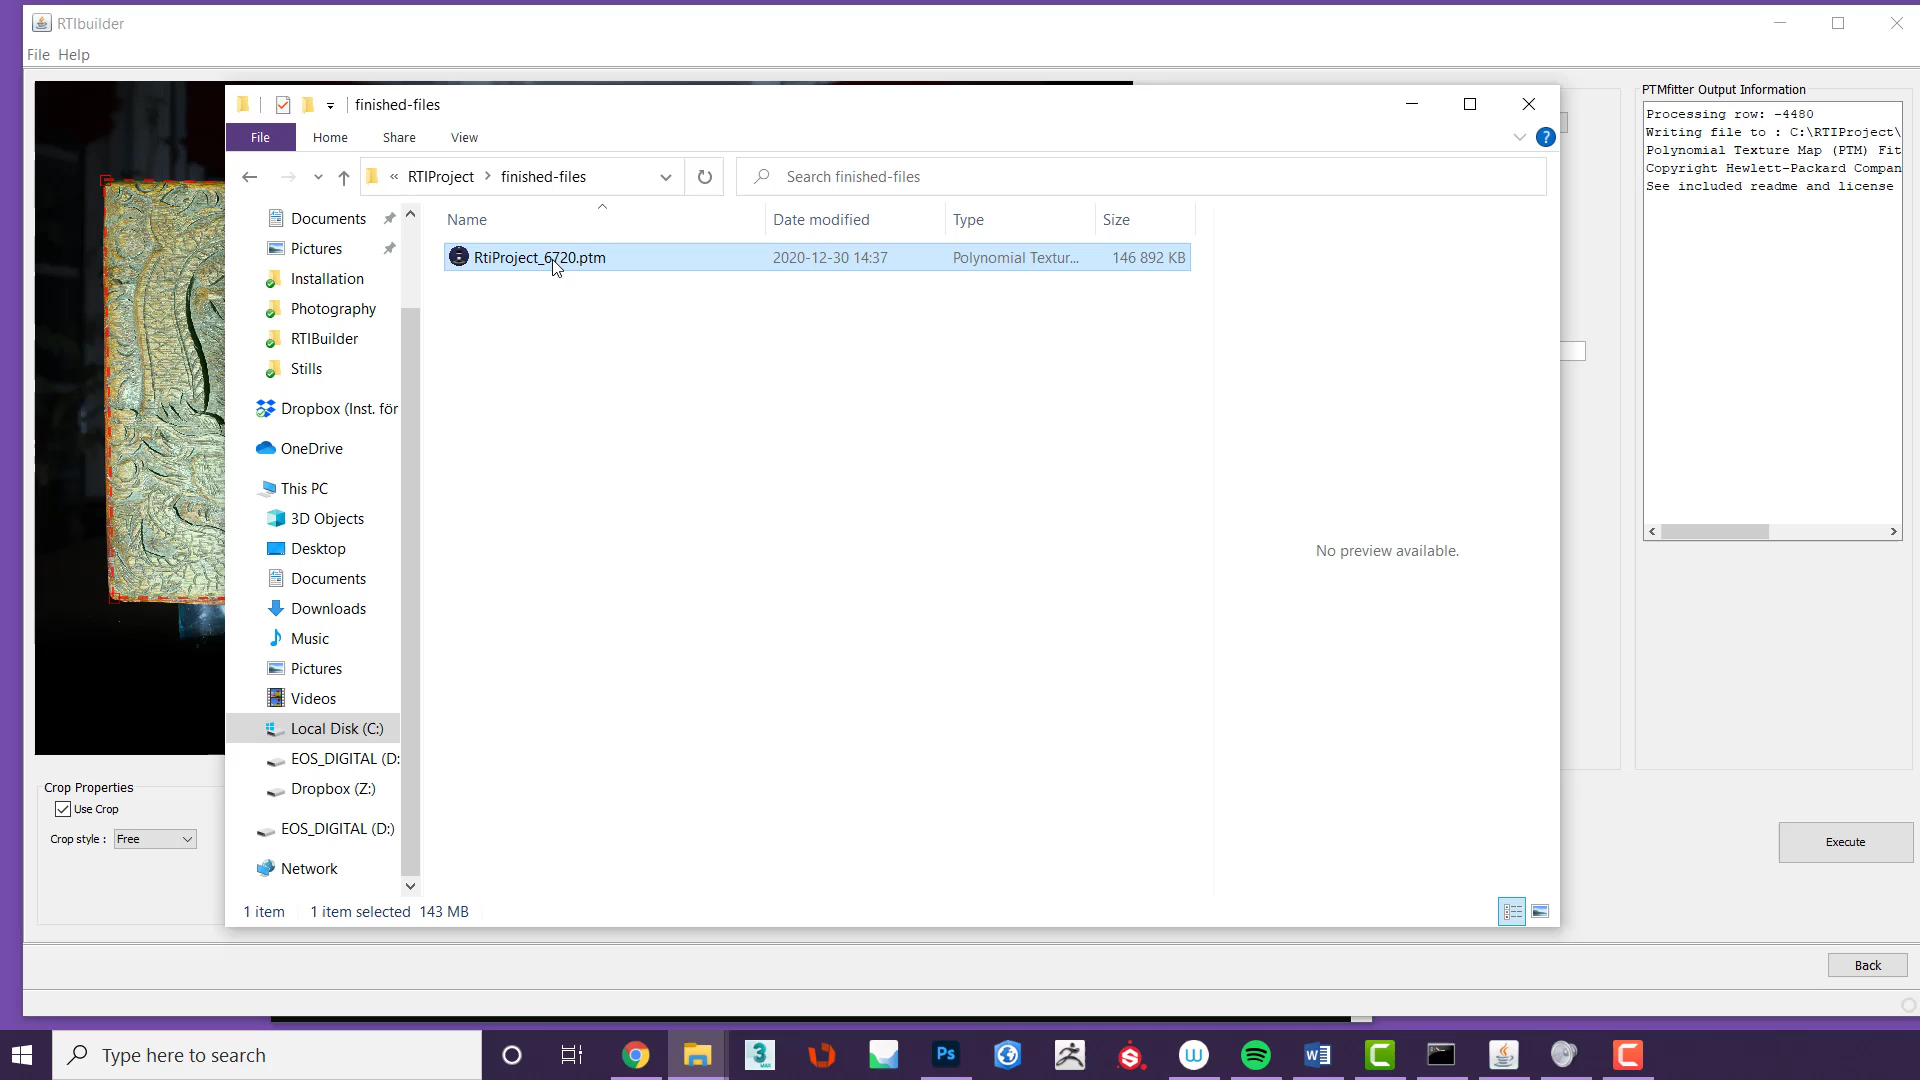 RTIbuilder
File Help
finished-files
File Home Share View
« RTIProject > finished-files
Search finished-files
Documents
Pictures
Installation
Photography
RTIBuilder
Stills
Dropbox (Inst. för
OneDrive
This PC
3D Objects
Desktop
Documents
Downloads
Music
Pictures
Videos
Local Disk (C:)
EOS_DIGITAL (D:
Dropbox (Z:)
EOS_DIGITAL (D:)
Network
Name Date modified Type Size
RtiProject_6720.ptm 2020-12-30 14:37 Polynomial Textur... 146 892 KB
No preview available.
1 item 1 item selected 143 MB
PTMfitter Output Information
Processing row: -4480
Writing file to : C:\RTIProject\
Polynomial Texture Map (PTM) Fit
Copyright Hewlett-Packard Compan
See included readme and license
Crop Properties
Use Crop
Crop style : Free
Execute
Back
Type here to search
3
Ps
W
S
C
C